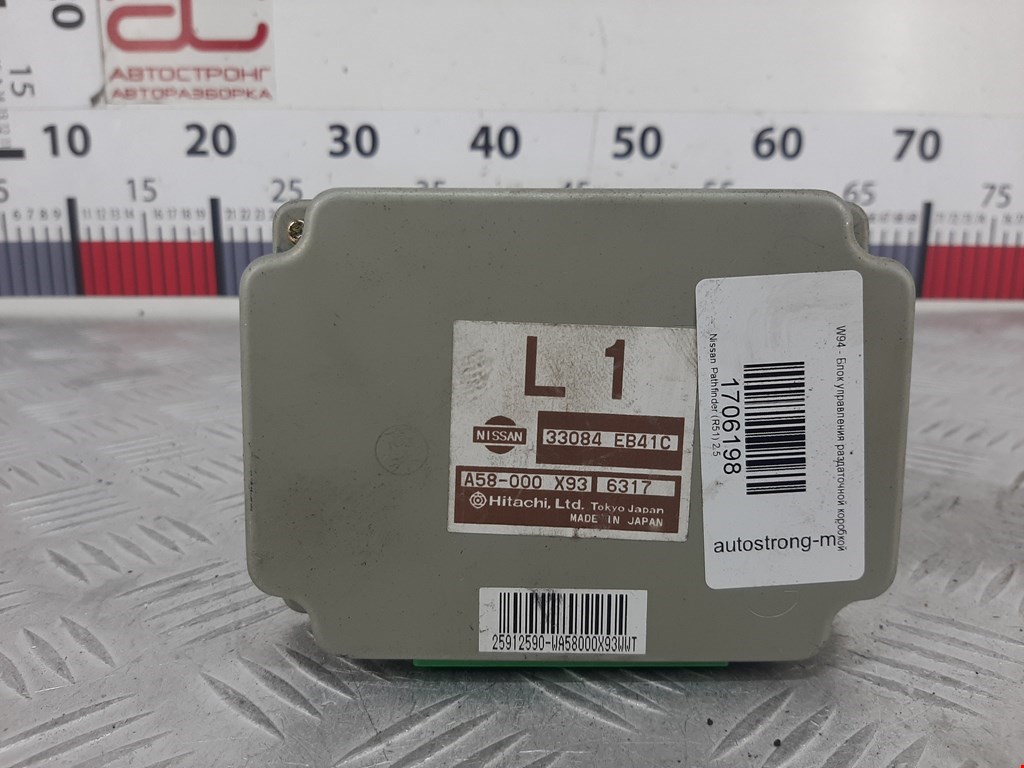 АВТОСТРОНГ
АВТОРАЗБОРКА
15
10 20 30 40 50 60 70
15 25 65 75
L 1
NISSAN
33084 EB41C
A58-000 X93 6317
Hitachi, Ltd. Tokyo Japan
MADE IN JAPAN
25912590-WA58000X93WWT
W94 - Блок управления раздаточной коробкой
1706198
Nissan Pathfinder (R51) 2.5
autostrong-m